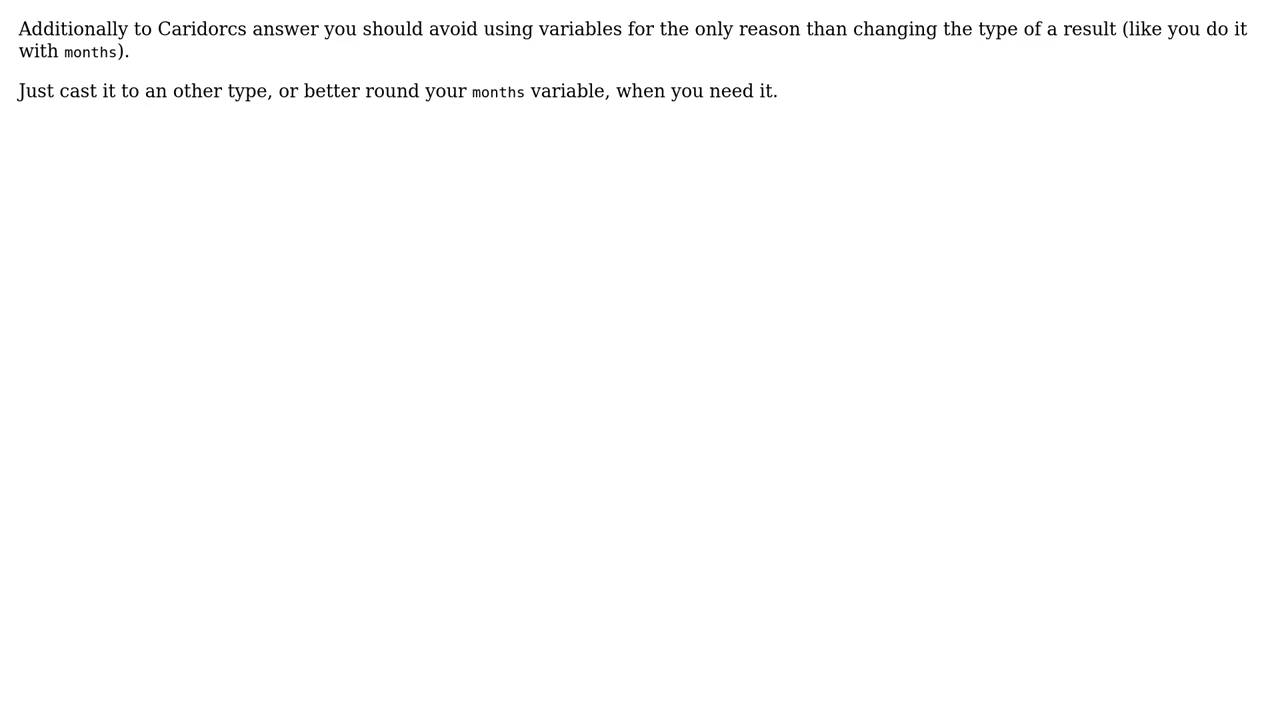 Additionally to Caridorcs answer you should avoid using variables for the only reason than changing the type of a result (like you do it
with months).
Just cast it to an other type, or better round your months variable, when you need it.